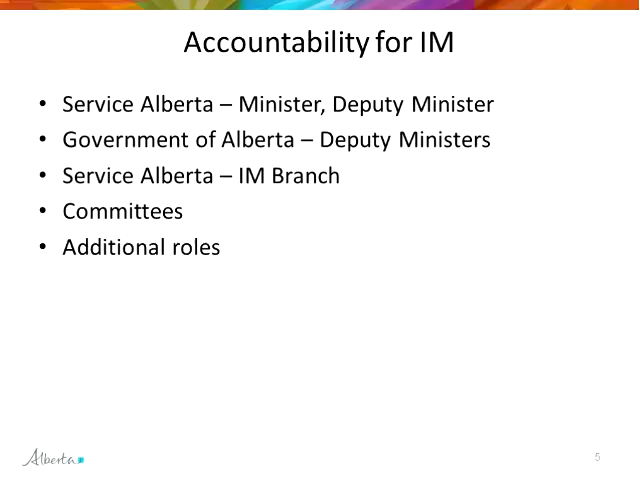 Accountability for IM
• Service Alberta – Minister, Deputy Minister
• Government of Alberta – Deputy Ministers
• Service Alberta – IM Branch
• Committees
• Additional roles
Alberta
5